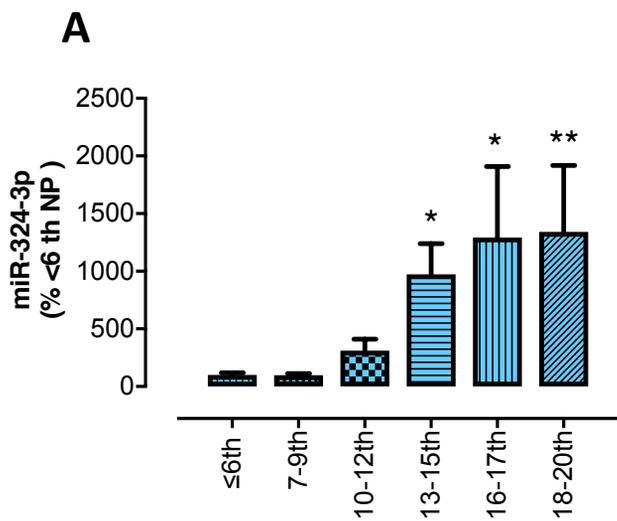 A
miR-324-3p
(% <6 th NP )
2500
2000
1500
1000
500
0
*
*
**
≤6th
7-9th
10-12th
13-15th
16-17th
18-20th